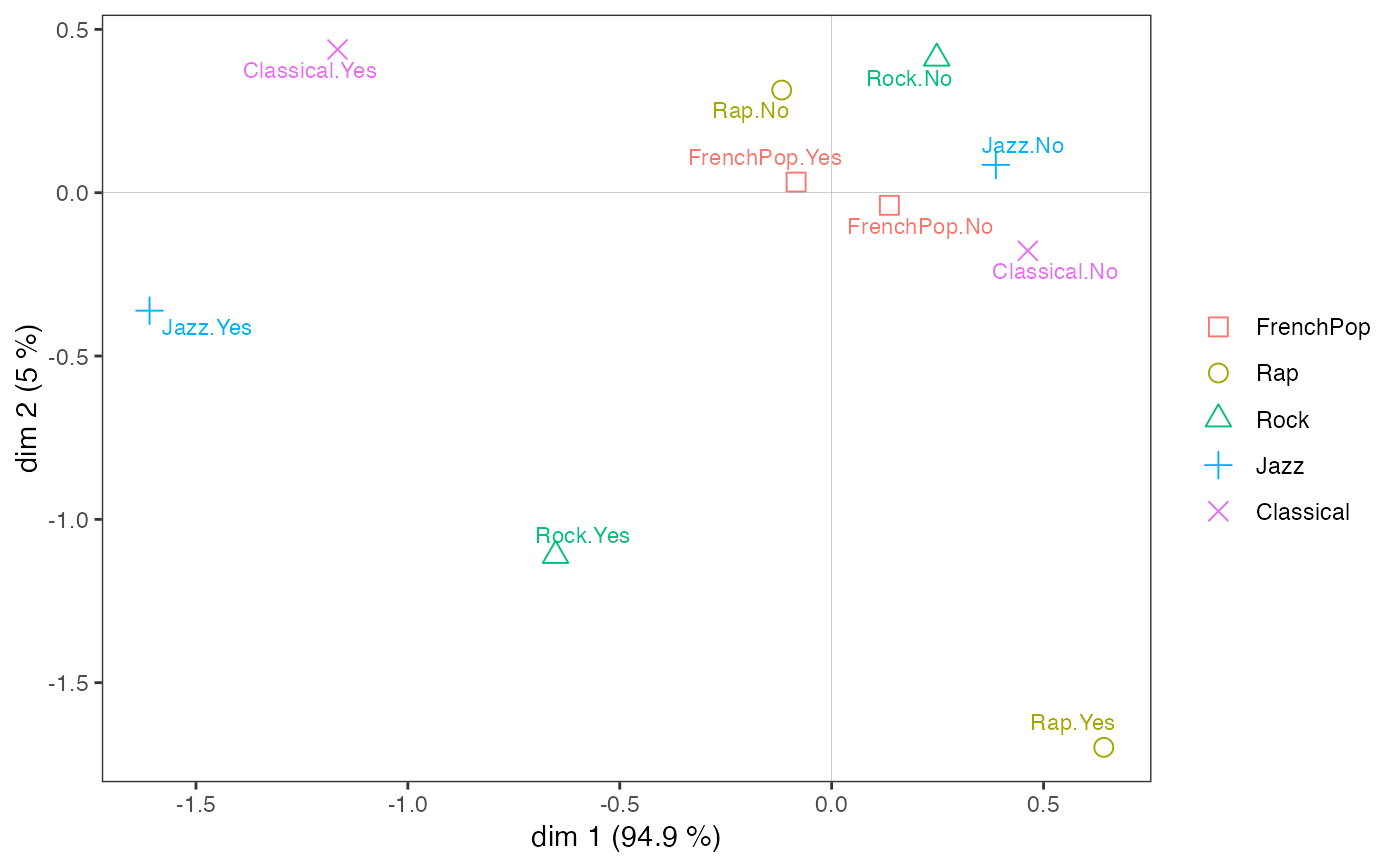 0.5
0.0
-0.5
-1.0
-1.5
dim 2 (5 %)
Classical.Yes
Rock.No
Rap.No
Jazz.No
FrenchPop.Yes
FrenchPop.No
Classical.No
Jazz.Yes
Rock.Yes
Rap.Yes
-1.5
-1.0
-0.5
0.0
0.5
dim 1 (94.9 %)
FrenchPop
Rap
Rock
Jazz
Classical